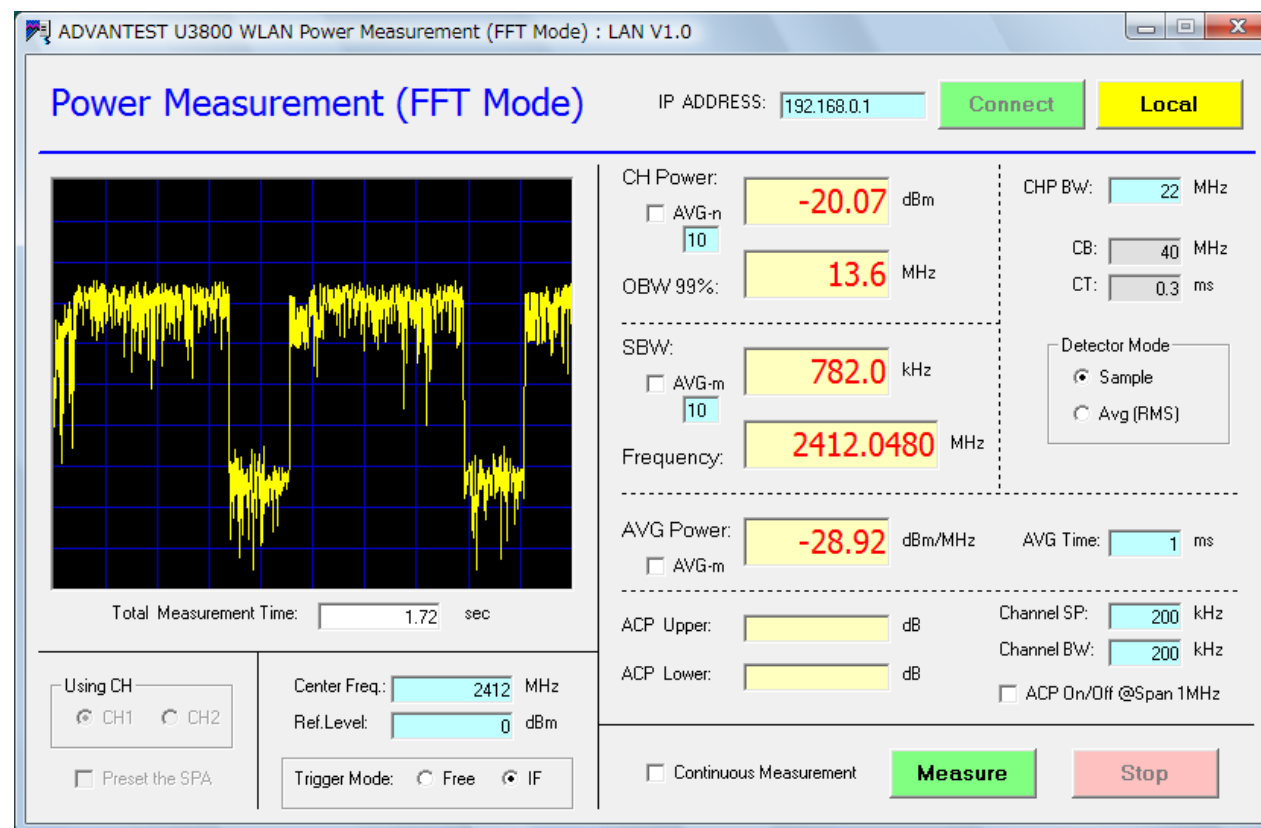 ADVANTEST U3800 WLAN Power Measurement (FFT Mode) : LAN V1.0
Power Measurement (FFT Mode)
IP ADDRESS: 192.168.0.1 Connect Local
CH Power: -20.07 dBm
AVG-n
10
OBW 99%: 13.6 MHz
CHP BW: 22 MHz
CB: 40 MHz
CT: 0.3 ms
SBW: 782.0 kHz
AVG-m
10
Frequency: 2412.0480 MHz
Detector Mode
Sample
Avg (RMS)
AVG Power: -28.92 dBm/MHz
AVG-m
AVG Time: 1 ms
Total Measurement Time: 1.72 sec
ACP Upper: dB
ACP Lower: dB
Channel SP: 200 kHz
Channel BW: 200 kHz
ACP On/Off @Span 1MHz
Using CH
CH1 CH2
Preset the SPA
Center Freq.: 2412 MHz
Ref.Level: 0 dBm
Trigger Mode: Free IF
Continuous Measurement Measure Stop